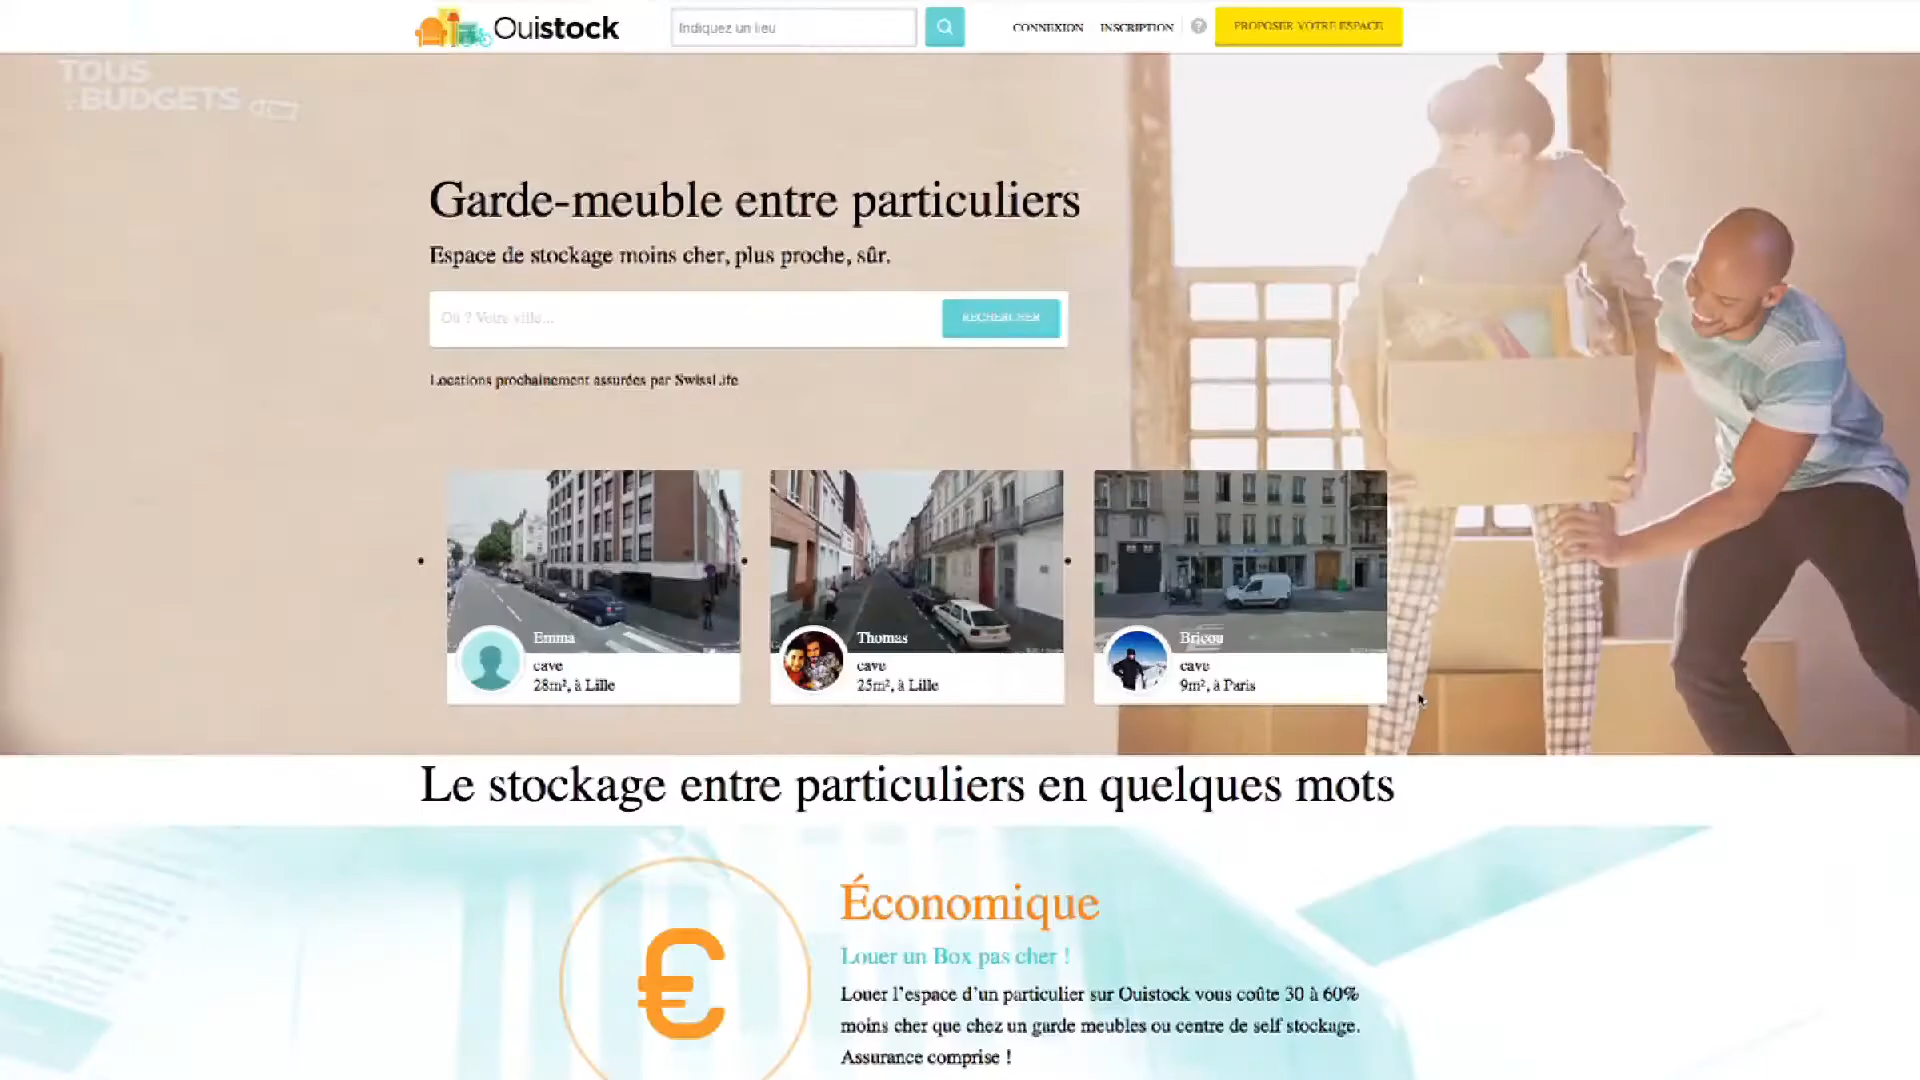 Ouistock
Indiquez un lieu
CONNEXION
INSCRIPTION
?
PROPOSER VOTRE ESPACE
TOUS
BUDGETS
Garde-meuble entre particuliers
Espace de stockage moins cher, plus proche, sûr.
Où ? Votre ville...
RECHERCHER
Locations prochainement assurées par SwissLife
Emma
cave
28m², à Lille
Thomas
cave
25m², à Lille
Bricou
cave
9m², à Paris
Le stockage entre particuliers en quelques mots
€
Économique
Louer un Box pas cher !
Louer l'espace d'un particulier sur Ouistock vous coûte 30 à 60%
moins cher que chez un garde meubles ou centre de self stockage.
Assurance comprise !